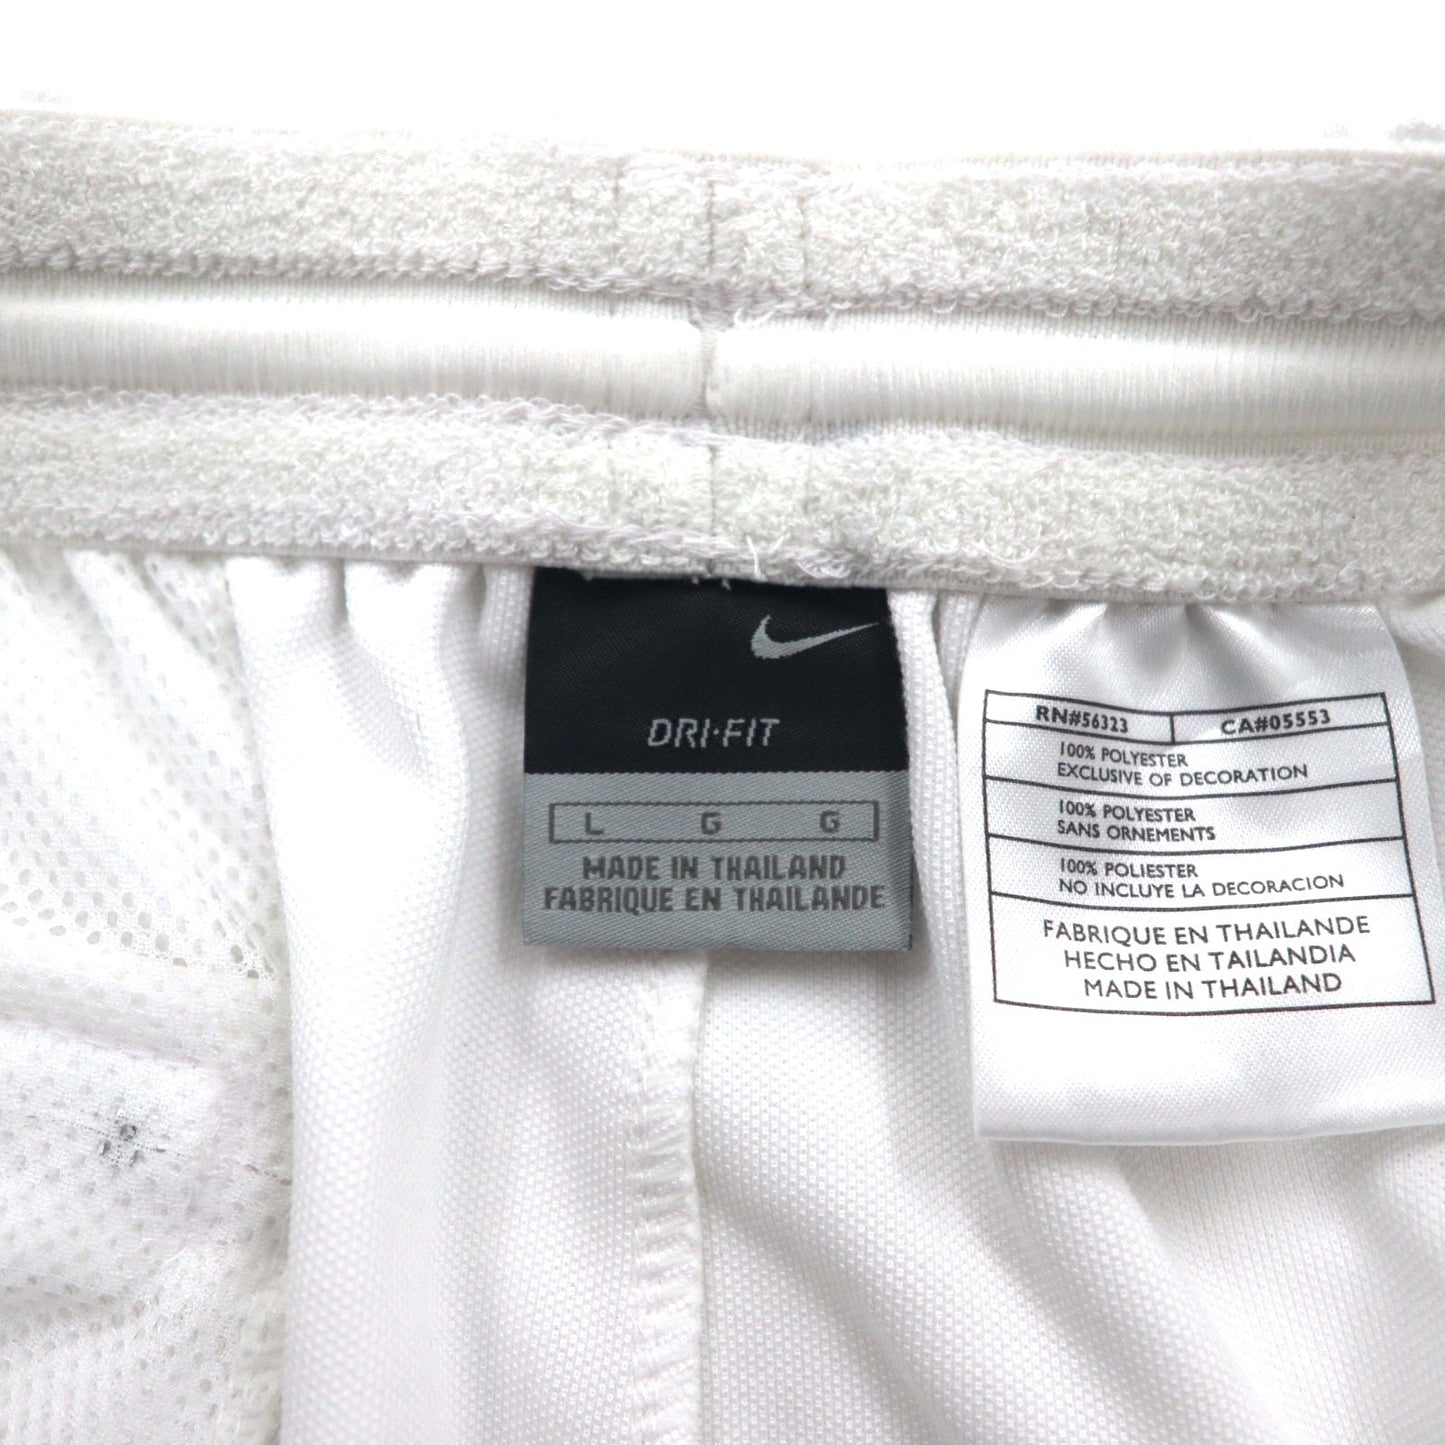 DRI·FIT
L G G
MADE IN THAILAND
FABRIQUE EN THAILANDE
RN#56323 CA#05553
100% POLYESTER
EXCLUSIVE OF DECORATION
100% POLYESTER
SANS ORNEMENTS
100% POLIESTER
NO INCLUYE LA DECORACION
FABRIQUE EN THAILANDE
HECHO EN TAILANDIA
MADE IN THAILAND